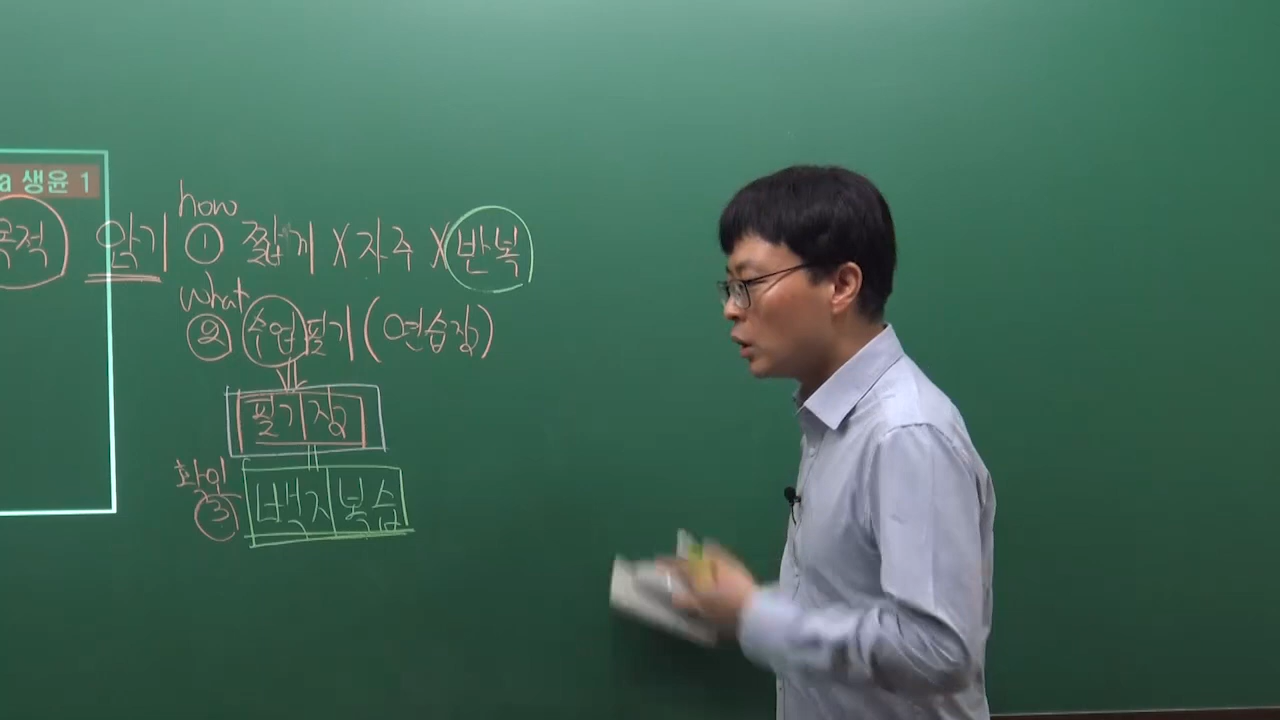 a 생윤 1
how
목적 암기 ① 짧게 X 자주 X 반복
What
② 수업 필기 (연습장)
필기장
확인
③ 백지복습